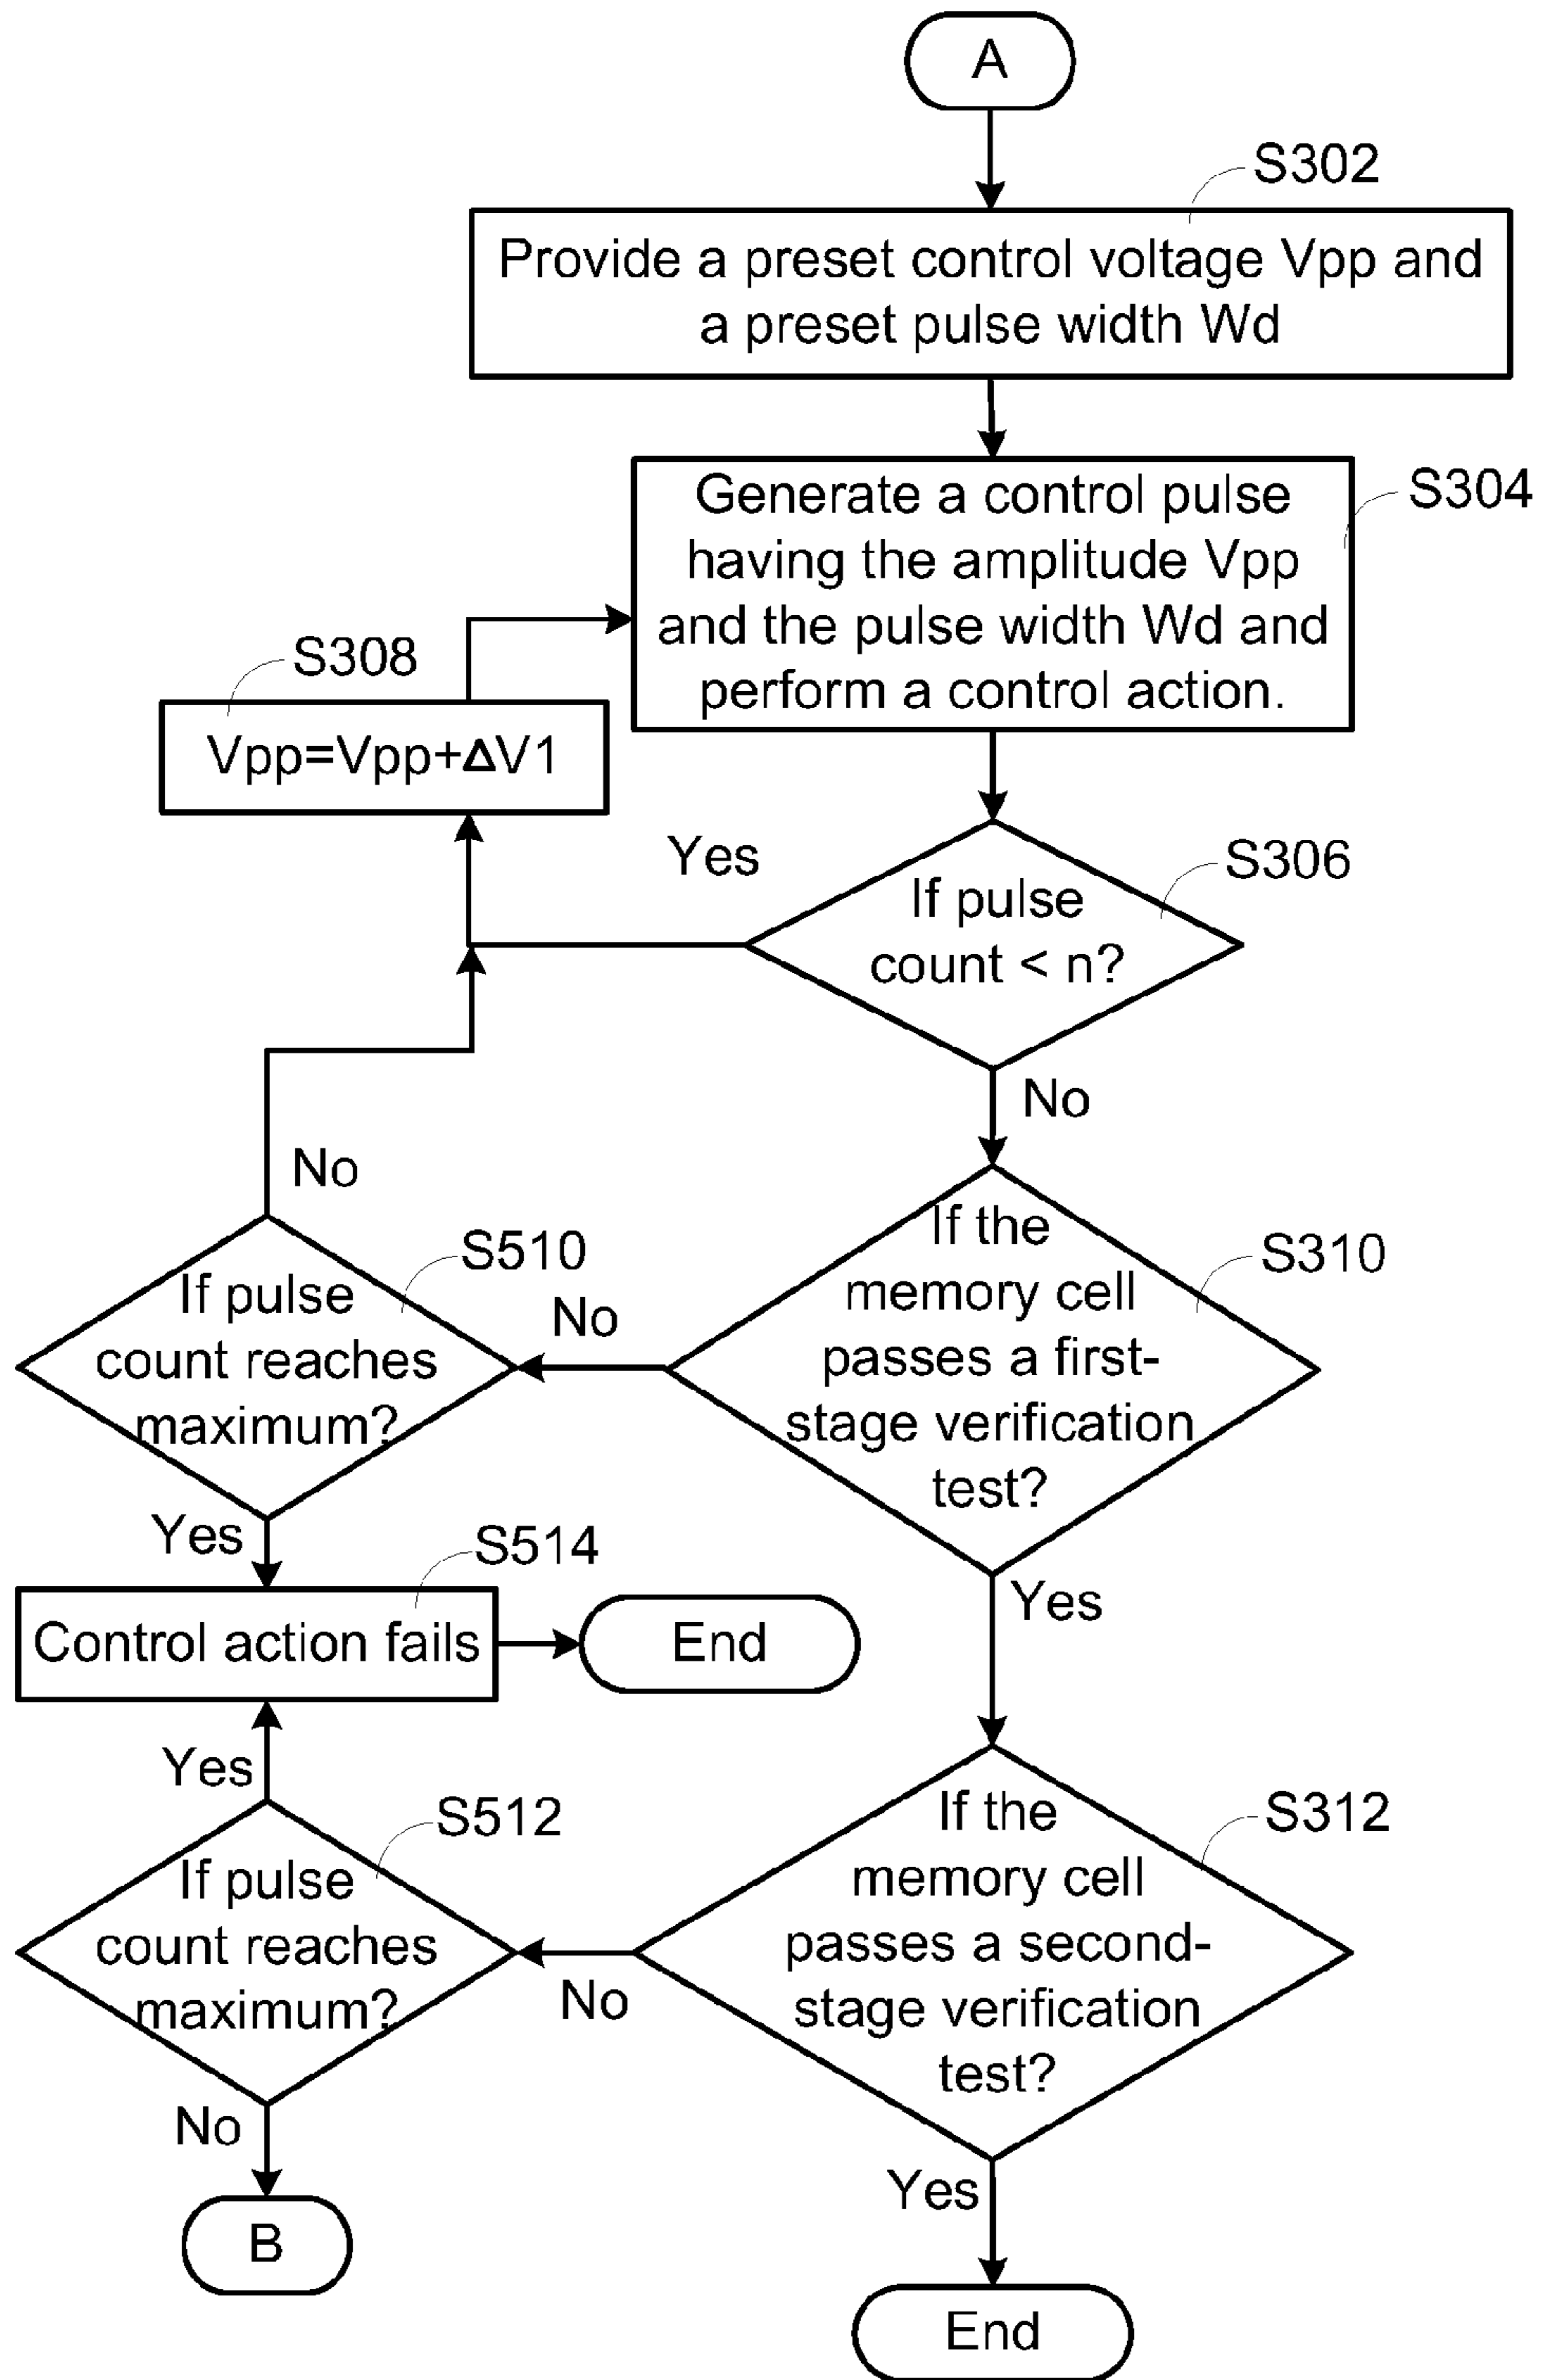 A
S302
Provide a preset control voltage Vpp and
a preset pulse width Wd
S304
Generate a control pulse
having the amplitude Vpp
and the pulse width Wd and
perform a control action.
S308
Vpp=Vpp+ΔV1
Yes
S306
If pulse
count < n?
No
No
S510
If pulse
count reaches
maximum?
No
S310
If the
memory cell
passes a first-
stage verification
test?
Yes
S514
Control action fails
End
Yes
Yes
S512
If pulse
count reaches
maximum?
No
S312
If the
memory cell
passes a second-
stage verification
test?
No
B
Yes
End